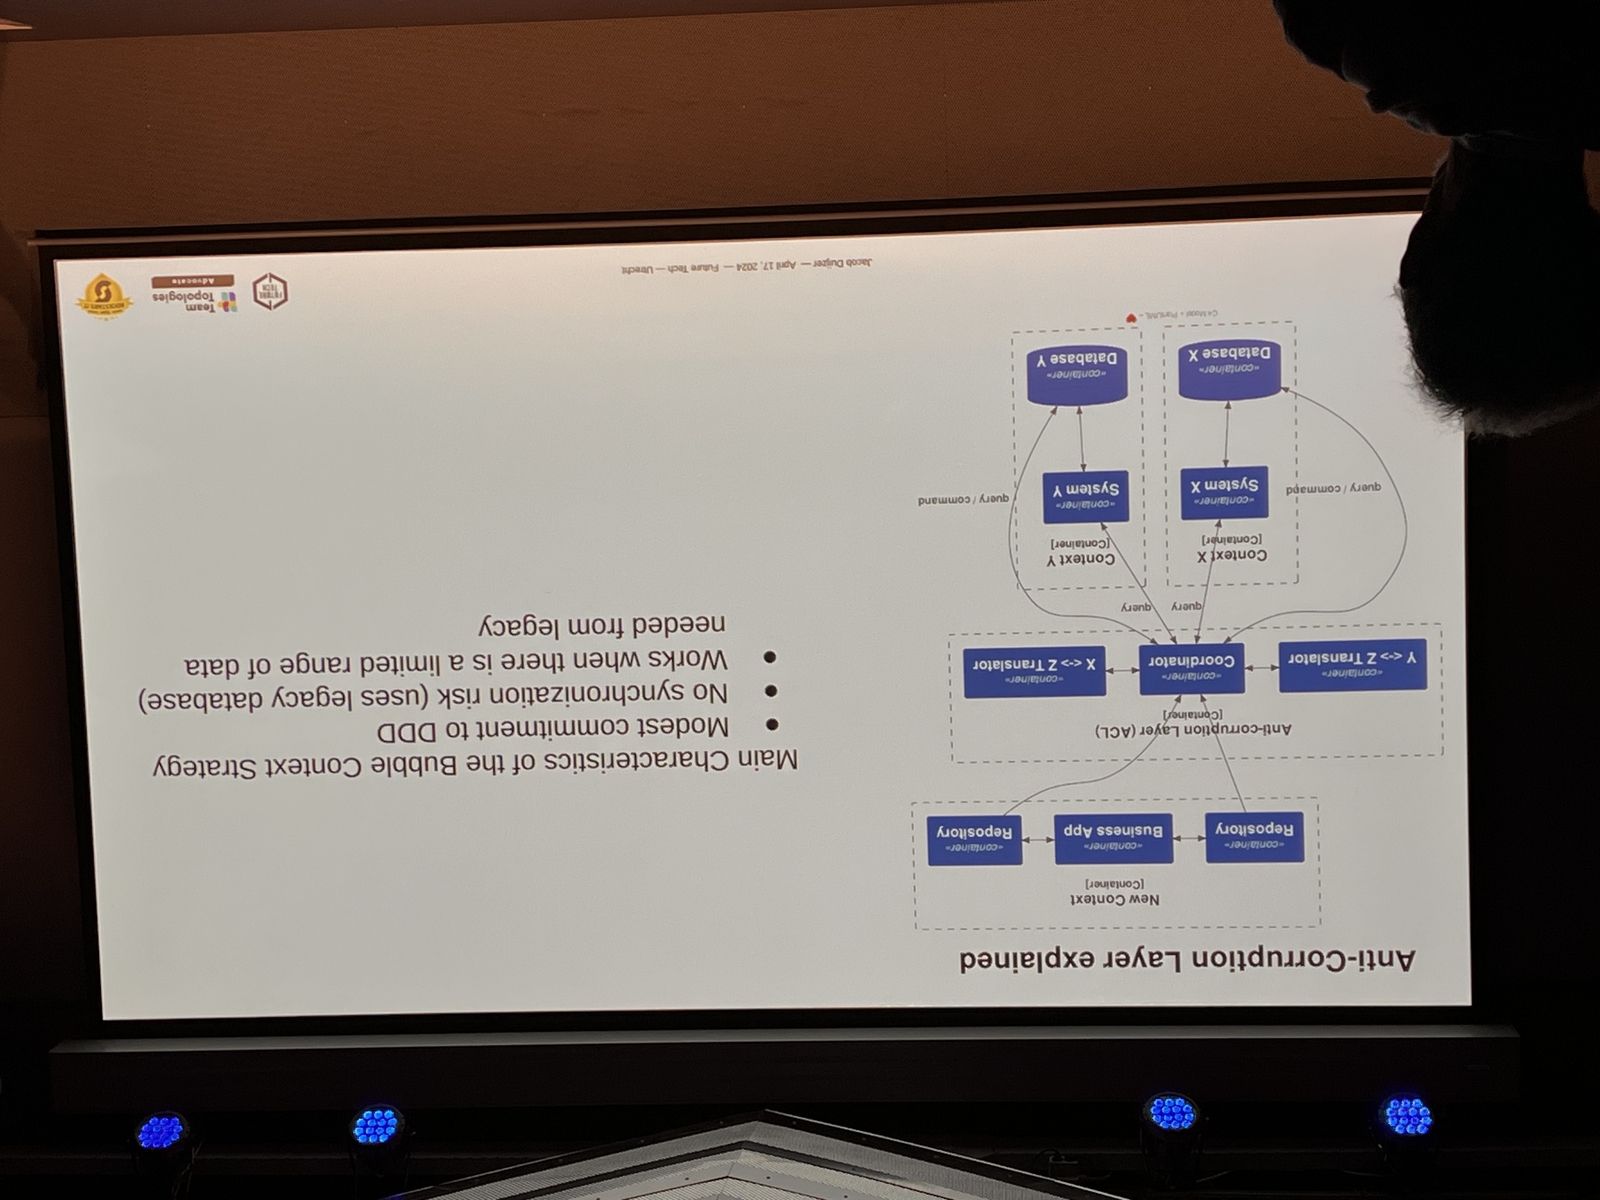 Anti-Corruption Layer explained
New Context
[Container]
«container»
Repository
«container»
Business App
«container»
Repository
Anti-corruption Layer (ACL)
[Container]
«container»
Y <-> Z Translator
«container»
Coordinator
«container»
X <-> Z Translator
query
query
Context X
[Container]
Context Y
[Container]
«container»
System X
«container»
System Y
query / command
query / command
«container»
Database X
«container»
Database Y
C4 Model + PlantUML =
Main Characteristics of the Bubble Context Strategy
Modest commitment to DDD
No synchronization risk (uses legacy database)
Works when there is a limited range of data
needed from legacy
Jacob Duijzer — April 17, 2024 — Future Tech — Utrecht
FUTURE
TECH
Team
Topologies
Advocate